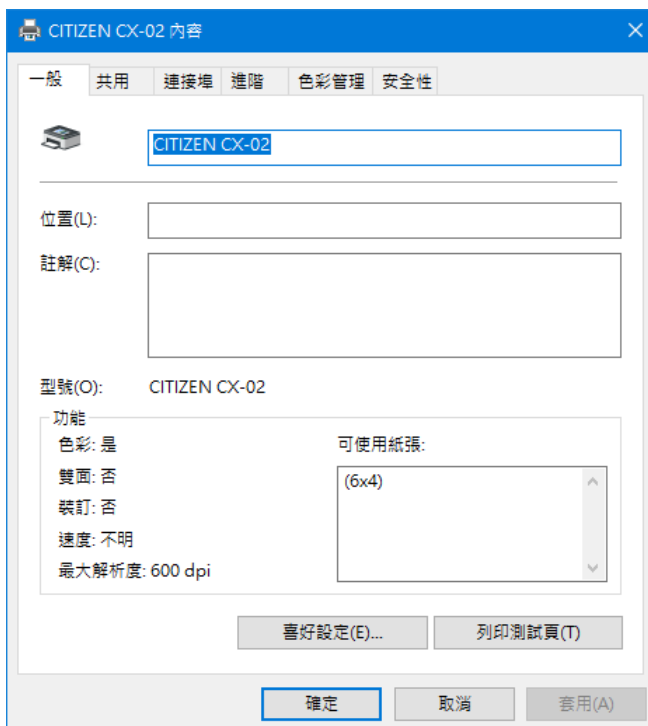 CITIZEN CX-02 內容
一般 共用 連接埠 進階 色彩管理 安全性
CITIZEN CX-02
位置(L):
註解(C):
型號(O): CITIZEN CX-02
功能
色彩: 是 可使用紙張:
雙面: 否 (6x4)
裝訂: 否
速度: 不明
最大解析度: 600 dpi
喜好設定(E)... 列印測試頁(T)
確定 取消 套用(A)